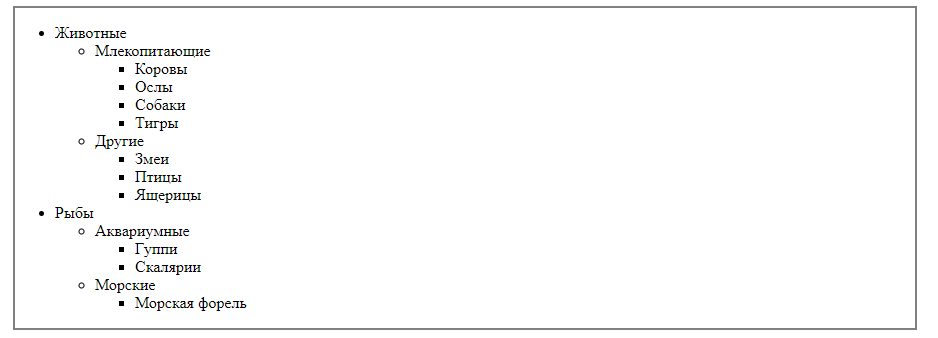 Животные
Млекопитающие
Коровы
Ослы
Собаки
Тигры
Другие
Змеи
Птицы
Ящерицы
Рыбы
Аквариумные
Гуппи
Скалярии
Морские
Морская форель